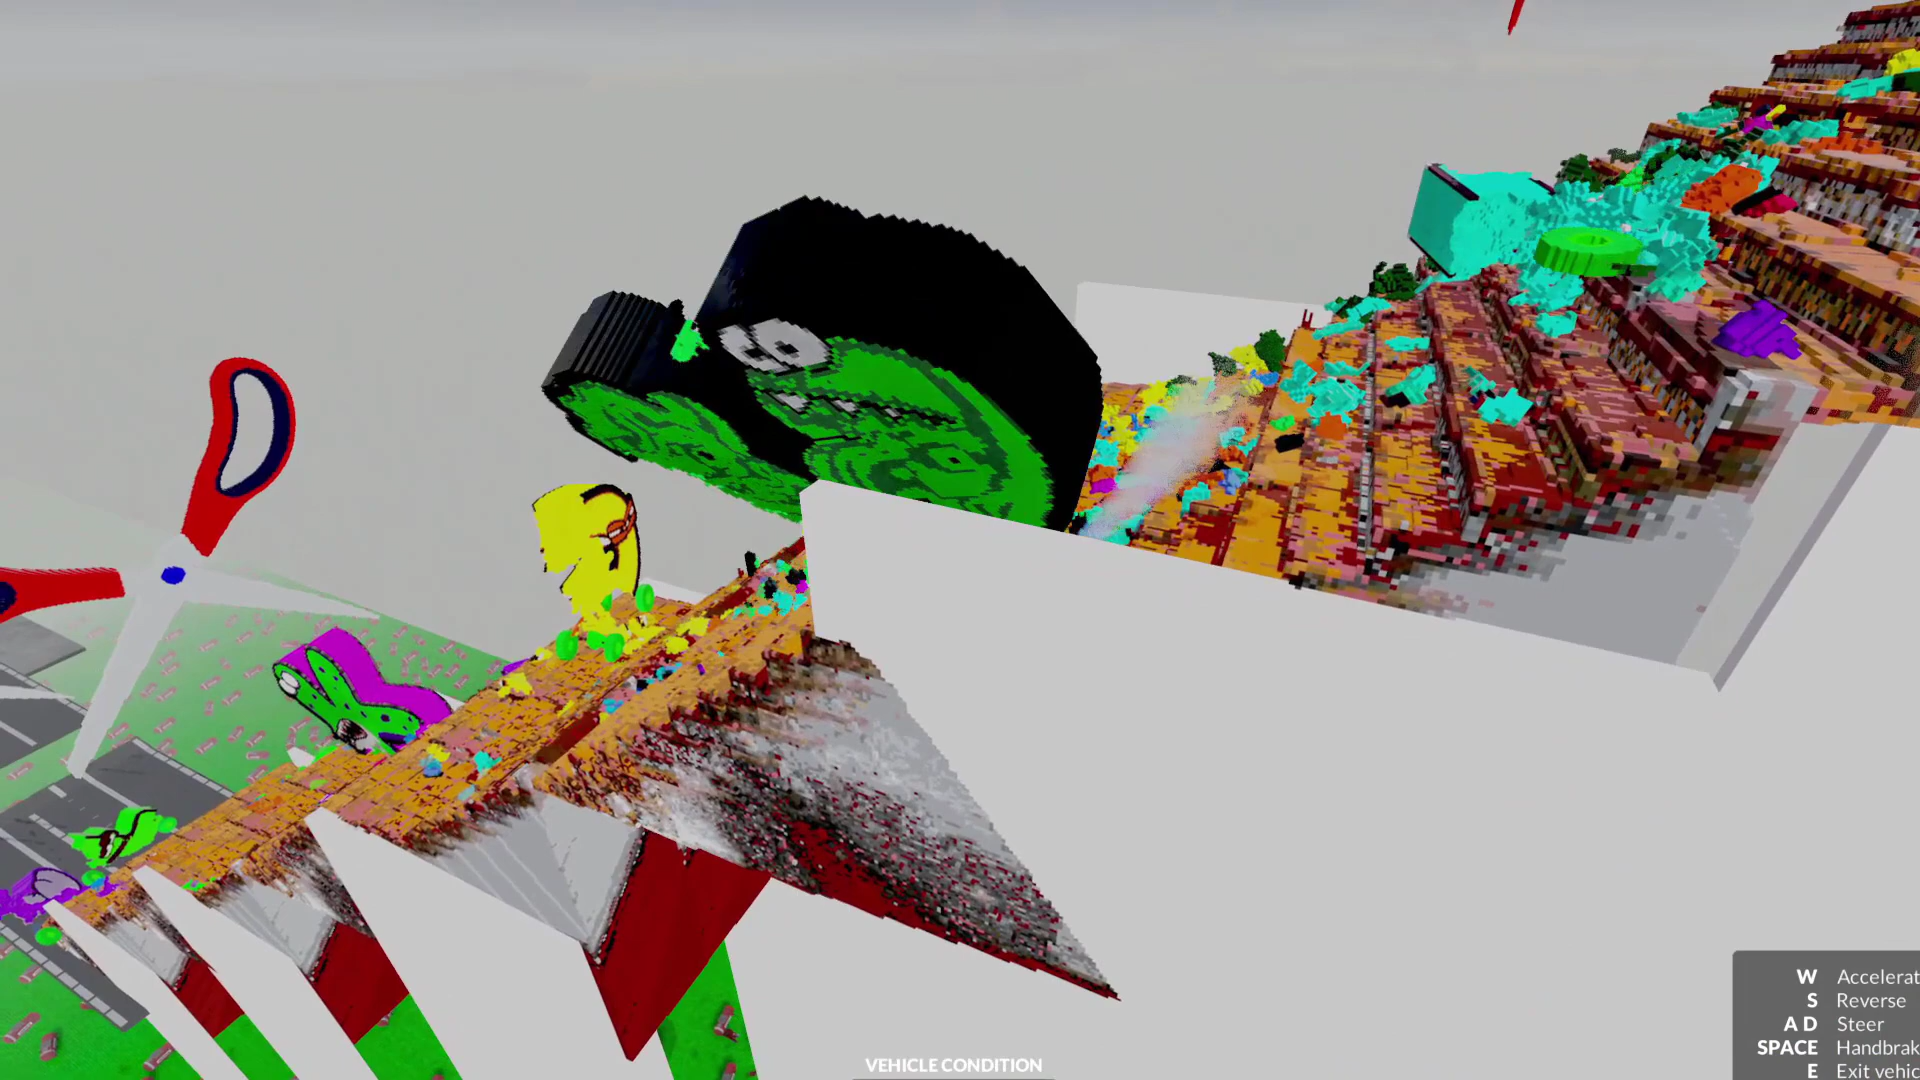 W Accelerat
S Reverse
A D Steer
SPACE Handbrak
E Exit vehic
VEHICLE CONDITION